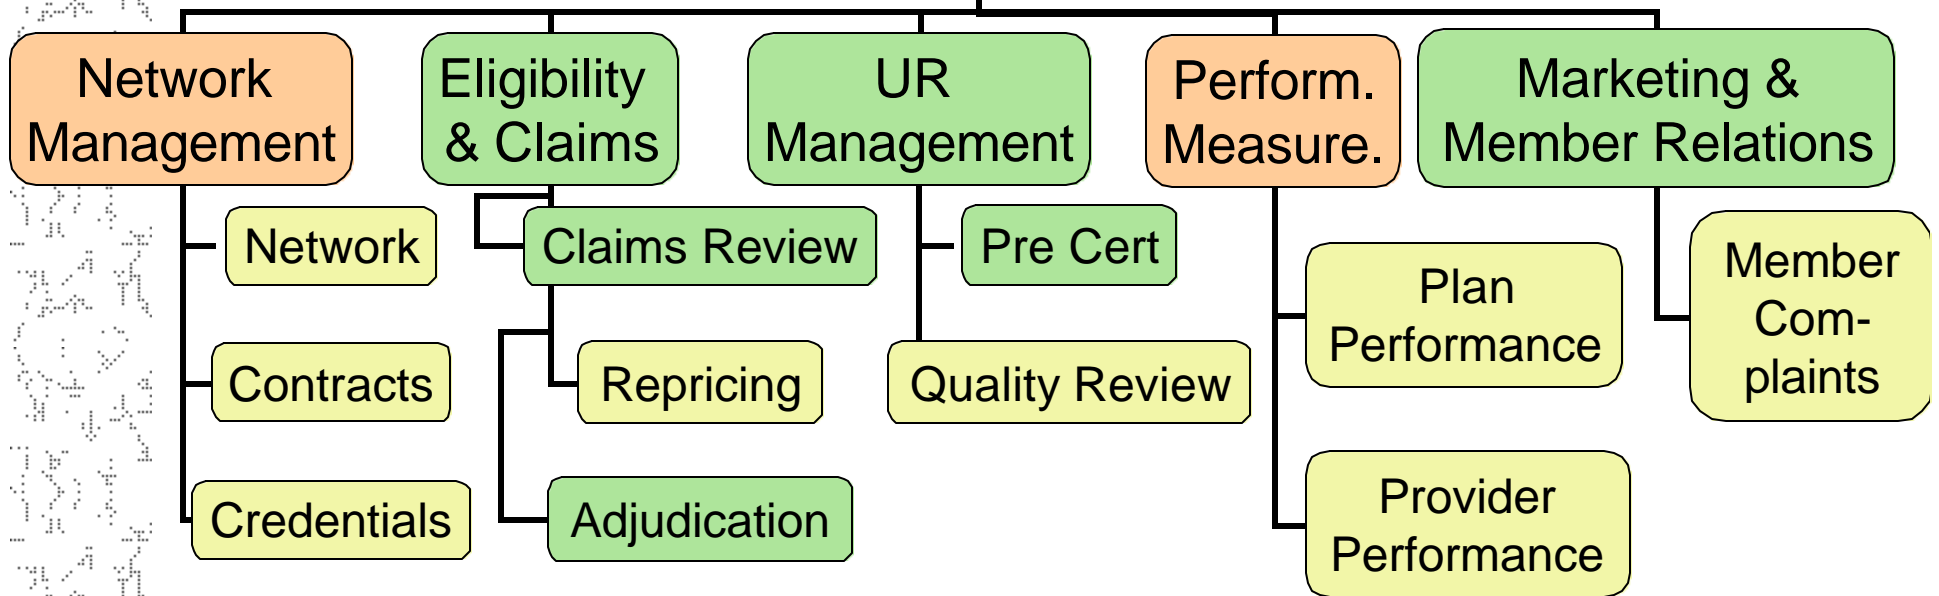 Network
Management
Eligibility
& Claims
UR
Management
Perform.
Measure.
Marketing &
Member Relations
Network
Contracts
Credentials
Claims Review
Repricing
Adjudication
Pre Cert
Quality Review
Plan
Performance
Provider
Performance
Member
Com-
plaints